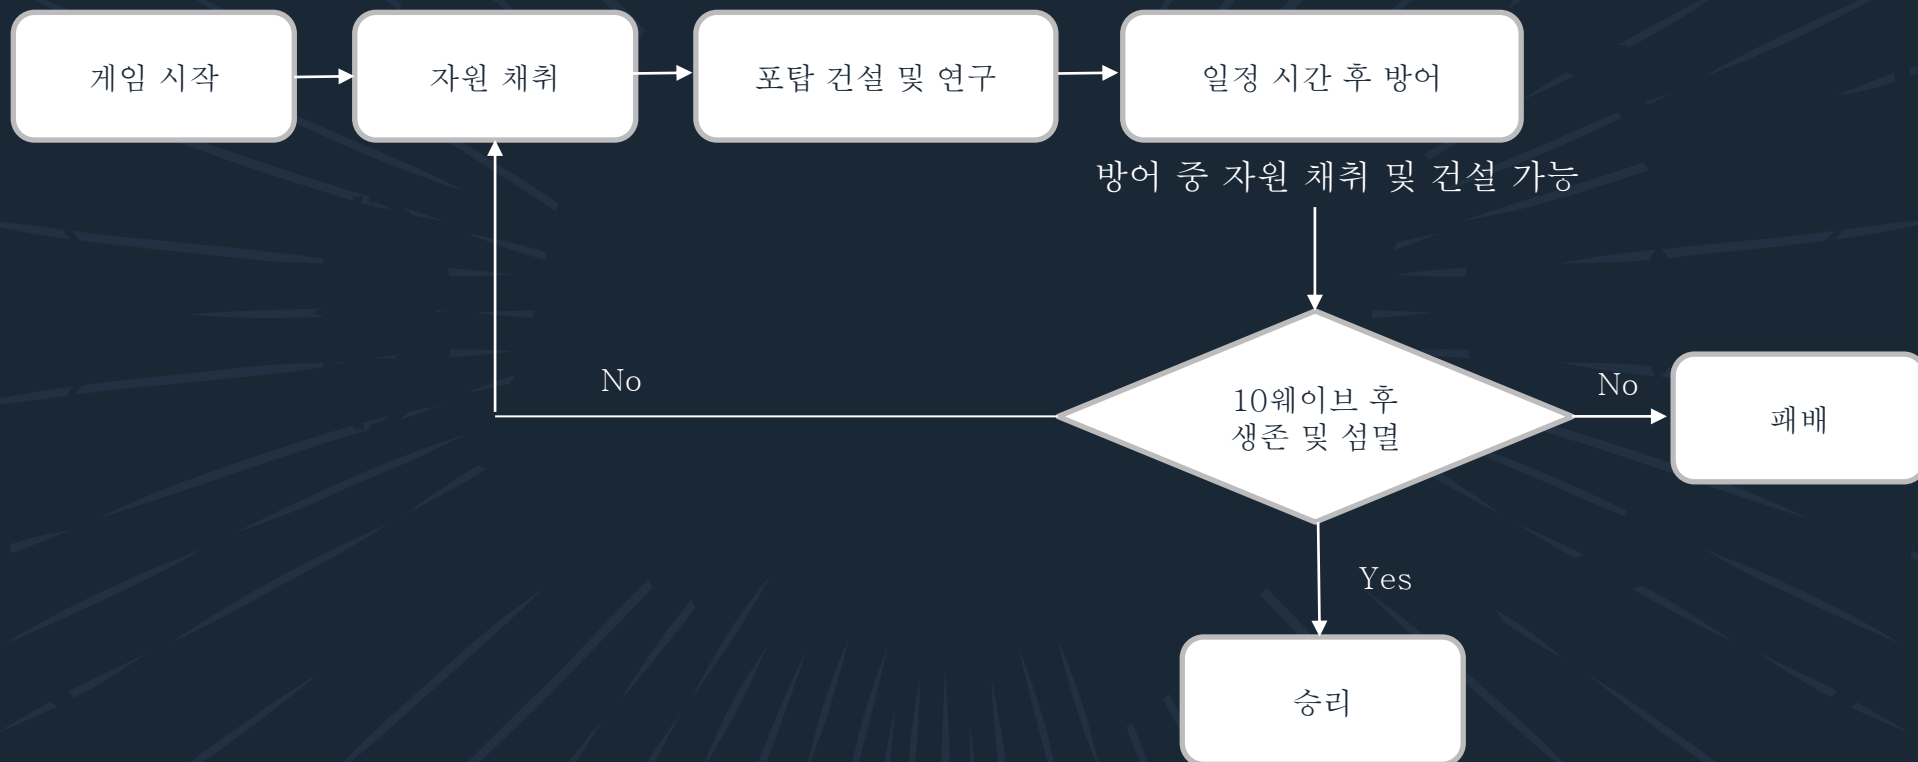 게임 시작
자원 채취
포탑 건설 및 연구
일정 시간 후 방어
방어 중 자원 채취 및 건설 가능
No
10웨이브 후
생존 및 섬멸
No
패배
Yes
승리